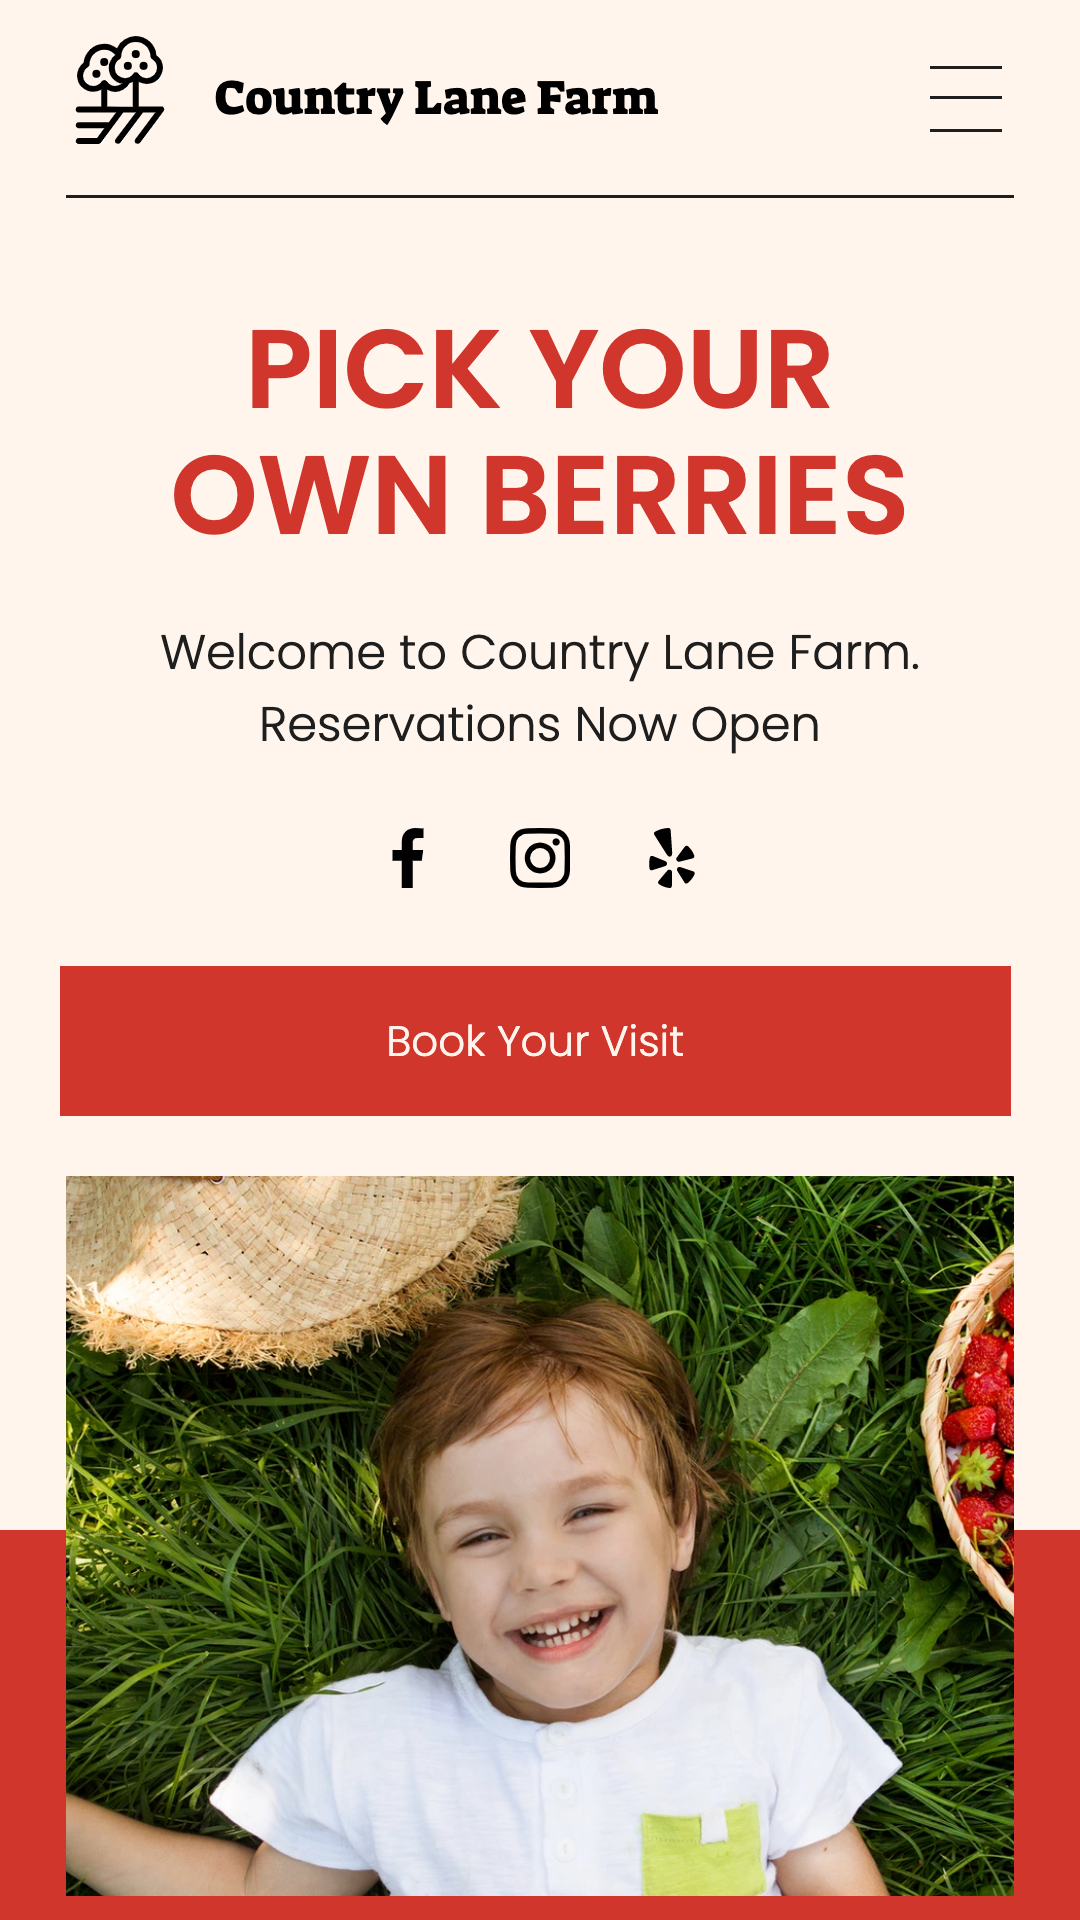 Country Lane Farm
PICK YOUR
OWN BERRIES
Welcome to Country Lane Farm.
Reservations Now Open
Book Your Visit